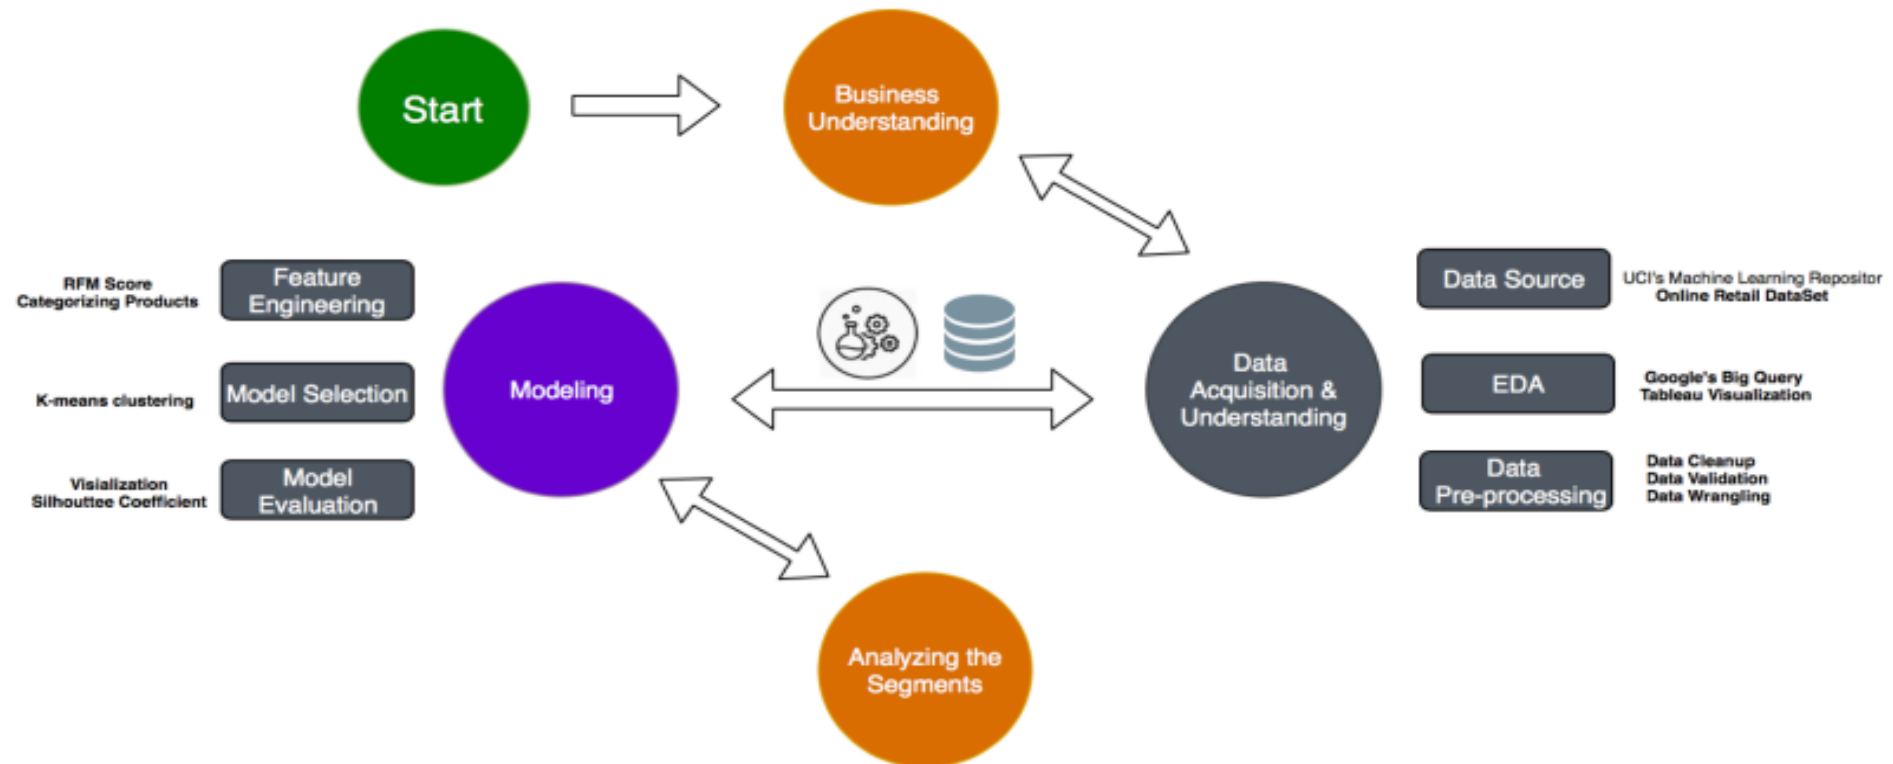 Start
Business
Understanding
RFM Score
Categorizing Products
Feature
Engineering
K-means clustering
Model Selection
Visialization
Silhouttee Coefficient
Model
Evaluation
Modeling
Data
Acquisition &
Understanding
Data Source
UCI's Machine Learning Repositor
Online Retail DataSet
EDA
Google's Big Query
Tableau Visualization
Data
Pre-processing
Data Cleanup
Data Validation
Data Wrangling
Analyzing the
Segments